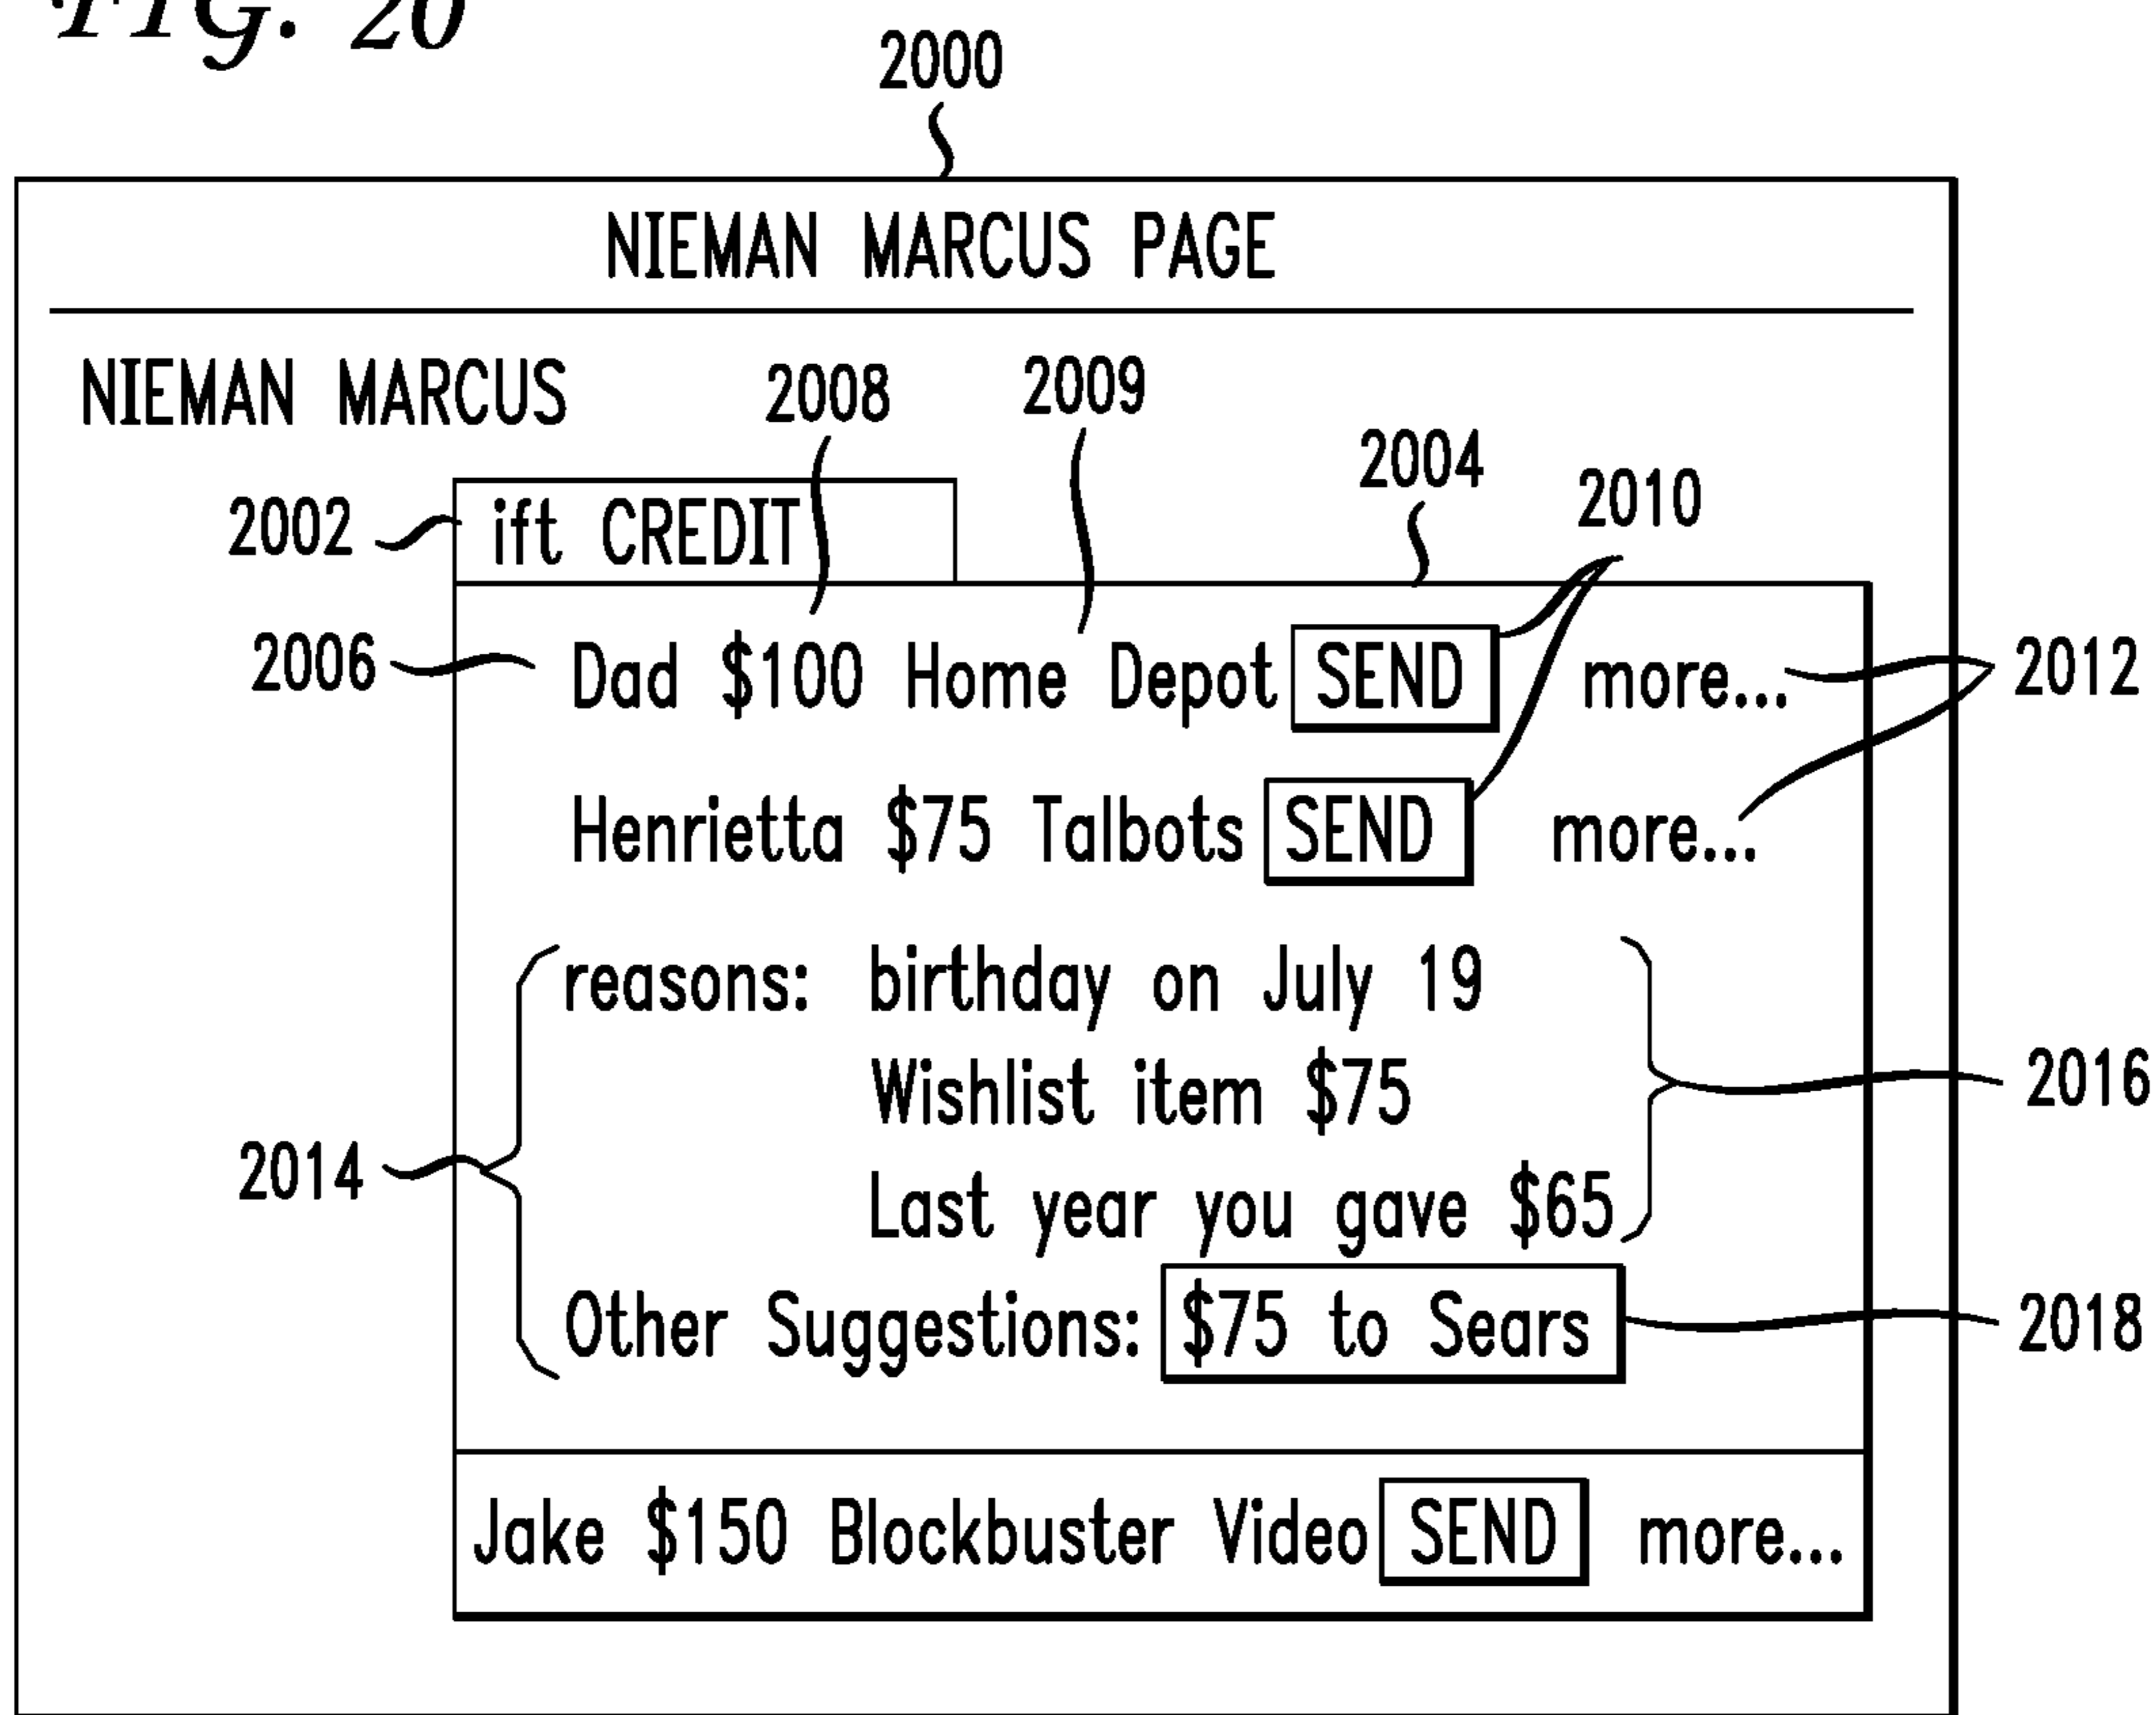 FIG. 20
2000
NIEMAN MARCUS PAGE
NIEMAN MARCUS
2008
2009
2004
2010
2002
ift CREDIT
2006
Dad $100 Home Depot SEND more...
2012
Henrietta $75 Talbots SEND more...
reasons: birthday on July 19
Wishlist item $75
2016
2014
Last year you gave $65
Other Suggestions: $75 to Sears
2018
Jake $150 Blockbuster Video SEND more...